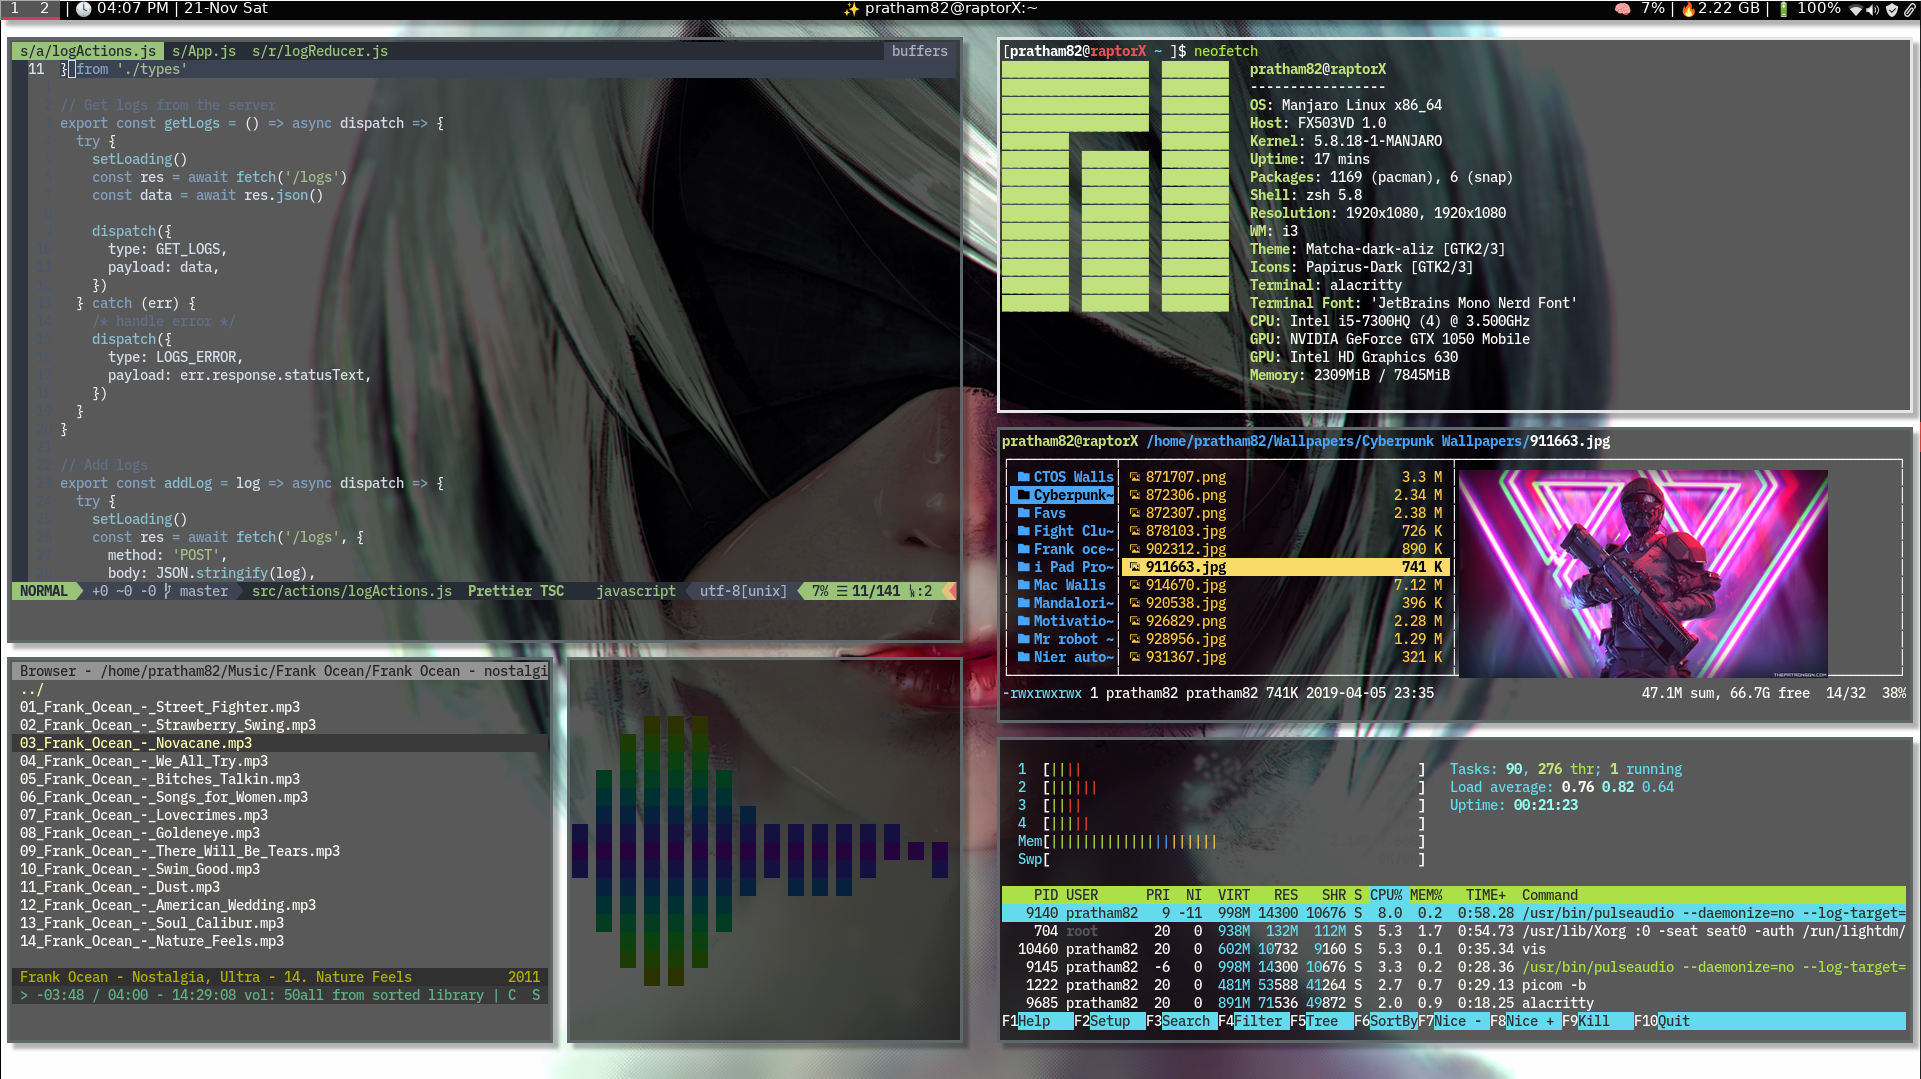 1 2 | 04:07 PM | 21-Nov Sat
✨ pratham82@raptorX:~
7% | 2.22 GB | 100%
s/a/logActions.js s/App.js s/r/logReducer.js buffers
11 } from './types'
// Get logs from the server
export const getLogs = () => async dispatch => {
try {
setLoading()
const res = await fetch('/logs')
const data = await res.json()
dispatch({
type: GET_LOGS,
payload: data,
})
} catch (err) {
/* handle error */
dispatch({
type: LOGS_ERROR,
payload: err.response.statusText,
})
}
}
// Add logs
export const addLog = log => async dispatch => {
try {
setLoading()
const res = await fetch('/logs', {
method: 'POST',
body: JSON.stringify(log),
NORMAL +0 ~0 -0 master src/actions/logActions.js Prettier TSC javascript utf-8[unix] 7% ☰ 11/141 :2
[pratham82@raptorX ~ ]$ neofetch
pratham82@raptorX
-----------------
OS: Manjaro Linux x86_64
Host: FX503VD 1.0
Kernel: 5.8.18-1-MANJARO
Uptime: 17 mins
Packages: 1169 (pacman), 6 (snap)
Shell: zsh 5.8
Resolution: 1920x1080, 1920x1080
WM: i3
Theme: Matcha-dark-aliz [GTK2/3]
Icons: Papirus-Dark [GTK2/3]
Terminal: alacritty
Terminal Font: 'JetBrains Mono Nerd Font'
CPU: Intel i5-7300HQ (4) @ 3.500GHz
GPU: NVIDIA GeForce GTX 1050 Mobile
GPU: Intel HD Graphics 630
Memory: 2309MiB / 7845MiB
pratham82@raptorX /home/pratham82/Wallpapers/Cyberpunk Wallpapers/911663.jpg
CTOS Walls 871707.png 3.3 M
Cyberpunk~ 872306.png 2.34 M
Favs 872307.png 2.38 M
Fight Clu~ 878103.jpg 726 K
Frank oce~ 902312.jpg 890 K
i Pad Pro~ 911663.jpg 741 K
Mac Walls 914670.jpg 7.12 M
Mandalori~ 920538.jpg 396 K
Motivatio~ 926829.png 2.28 M
Mr robot ~ 928956.jpg 1.29 M
Nier auto~ 931367.jpg 321 K
-rwxrwxrwx 1 pratham82 pratham82 741K 2019-04-05 23:35 47.1M sum, 66.7G free 14/32 38%
Browser - /home/pratham82/Music/Frank Ocean/Frank Ocean - nostalgi
../
01_Frank_Ocean_-_Street_Fighter.mp3
02_Frank_Ocean_-_Strawberry_Swing.mp3
03_Frank_Ocean_-_Novacane.mp3
04_Frank_Ocean_-_We_All_Try.mp3
05_Frank_Ocean_-_Bitches_Talkin.mp3
06_Frank_Ocean_-_Songs_for_Women.mp3
07_Frank_Ocean_-_Lovecrimes.mp3
08_Frank_Ocean_-_Goldeneye.mp3
09_Frank_Ocean_-_There_Will_Be_Tears.mp3
10_Frank_Ocean_-_Swim_Good.mp3
11_Frank_Ocean_-_Dust.mp3
12_Frank_Ocean_-_American_Wedding.mp3
13_Frank_Ocean_-_Soul_Calibur.mp3
14_Frank_Ocean_-_Nature_Feels.mp3
Frank Ocean - Nostalgia, Ultra - 14. Nature Feels 2011
> -03:48 / 04:00 - 14:29:08 vol: 50all from sorted library | C S
1 [|||| ] Tasks: 90, 276 thr; 1 running
2 [|||||| ] Load average: 0.76 0.82 0.64
3 [|||| ] Uptime: 00:21:23
4 [||||| ]
Mem[||||||||||||||||||||| ]
Swp[ ]
PID USER PRI NI VIRT RES SHR S CPU% MEM% TIME+ Command
9140 pratham82 9 -11 998M 14300 10676 S 8.0 0.2 0:58.28 /usr/bin/pulseaudio --daemonize=no --log-target=
704 root 20 0 938M 132M 112M S 5.3 1.7 0:54.73 /usr/lib/Xorg :0 -seat seat0 -auth /run/lightdm/
10460 pratham82 20 0 602M 10732 9160 S 5.3 0.1 0:35.34 vis
9145 pratham82 -6 0 998M 14300 10676 S 3.3 0.2 0:28.36 /usr/bin/pulseaudio --daemonize=no --log-target=
1222 pratham82 20 0 481M 53588 41264 S 2.7 0.7 0:29.13 picom -b
9685 pratham82 20 0 891M 71536 49872 S 2.0 0.9 0:18.25 alacritty
F1Help F2Setup F3Search F4Filter F5Tree F6SortBy F7Nice - F8Nice + F9Kill F10Quit